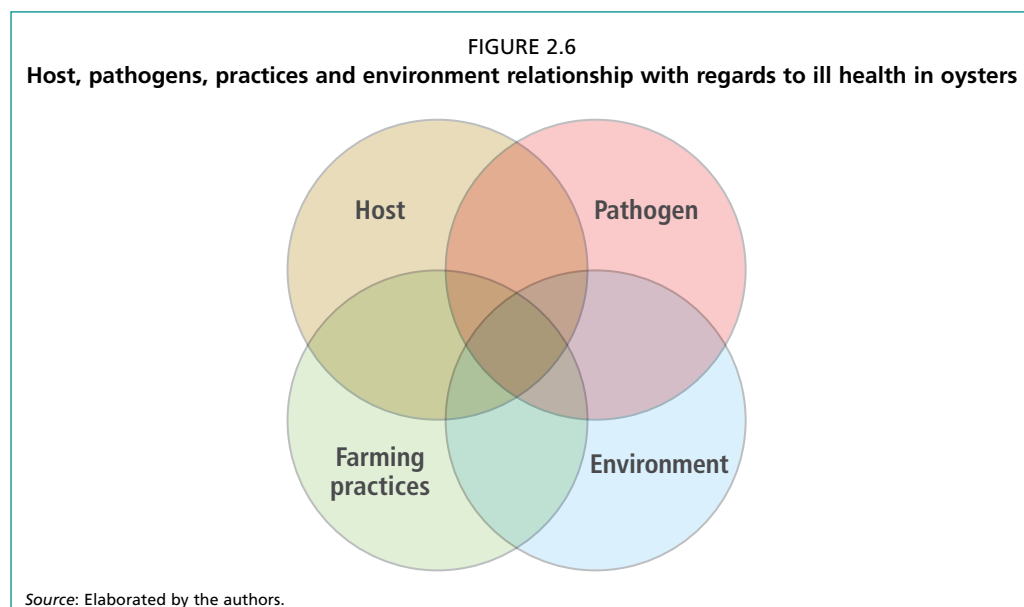 FIGURE 2.6
Host, pathogens, practices and environment relationship with regards to ill health in oysters
Host
Pathogen
Farming
practices
Environment
Source: Elaborated by the authors.